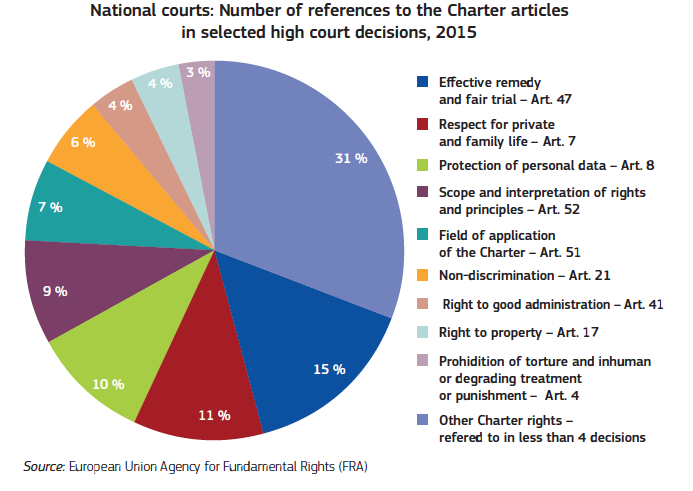 National courts: Number of references to the Charter articles
in selected high court decisions, 2015
3 %
4 %
4 %
6 %
7 %
9 %
10 %
11 %
15 %
31 %
Effective remedy
and fair trial – Art. 47
Respect for private
and family life – Art. 7
Protection of personal data – Art. 8
Scope and interpretation of rights
and principles – Art. 52
Field of application
of the Charter – Art. 51
Non-discrimination – Art. 21
Right to good administration – Art. 41
Right to property – Art. 17
Prohidition of torture and inhuman
or degrading treatment
or punishment – Art. 4
Other Charter rights –
refered to in less than 4 decisions
Source: European Union Agency for Fundamental Rights (FRA)